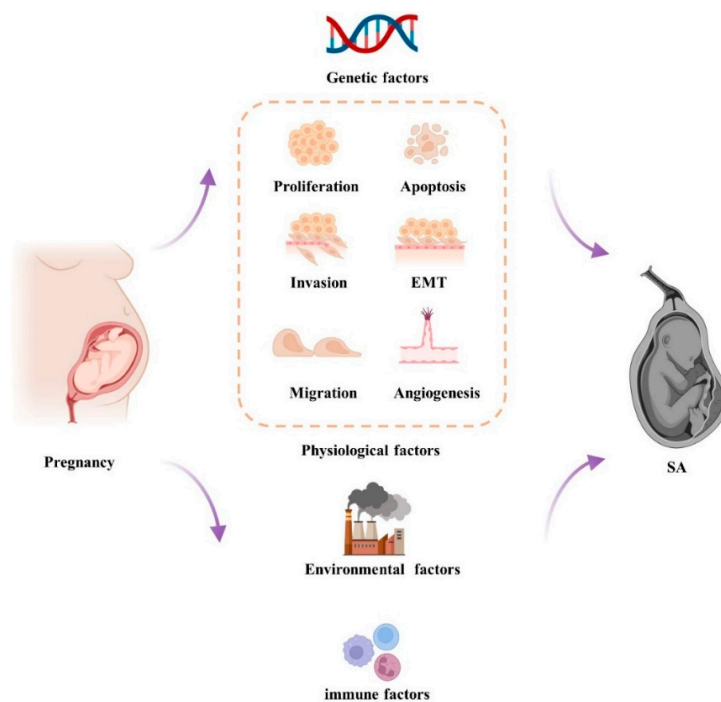 Genetic factors
Proliferation
Apoptosis
Invasion
EMT
Migration
Angiogenesis
Pregnancy
Physiological factors
SA
Environmental factors
immune factors